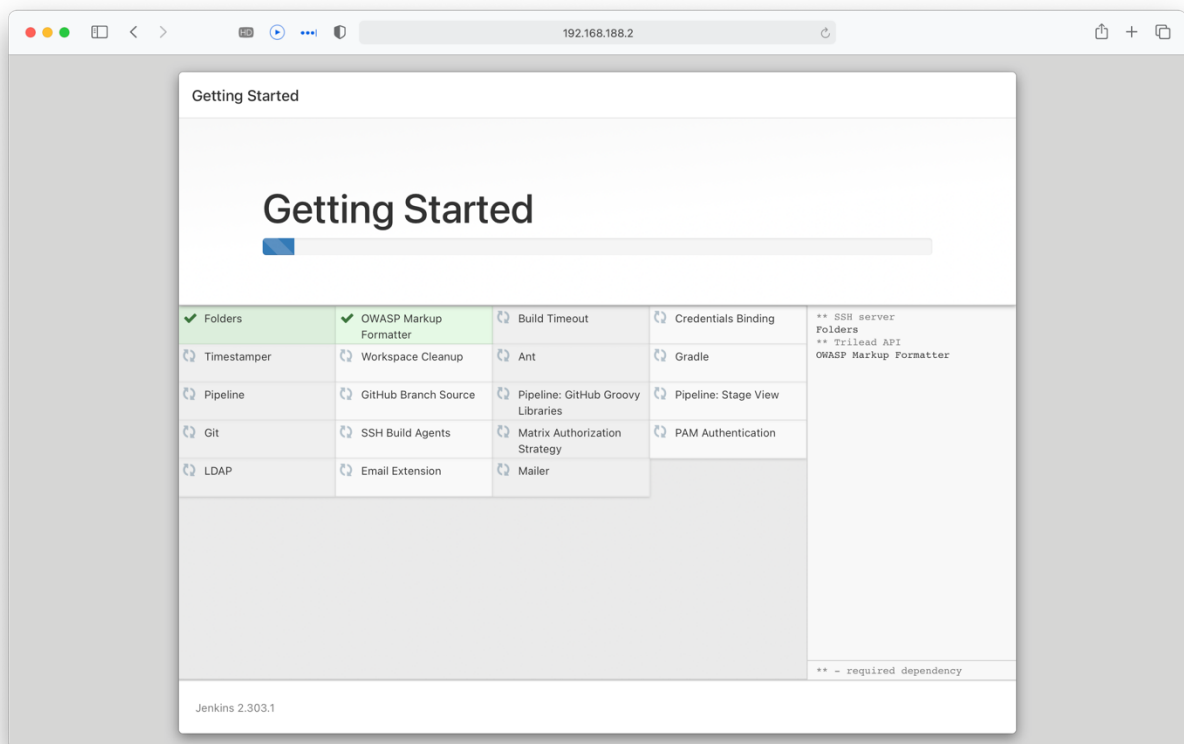 HD
192.168.188.2
Getting Started
Getting Started
Folders
OWASP Markup
Formatter
Build Timeout
Credentials Binding
Timestamper
Workspace Cleanup
Ant
Gradle
Pipeline
GitHub Branch Source
Pipeline: GitHub Groovy
Libraries
Pipeline: Stage View
Git
SSH Build Agents
Matrix Authorization
Strategy
PAM Authentication
LDAP
Email Extension
Mailer
** SSH server
Folders
** Trilead API
OWASP Markup Formatter
** - required dependency
Jenkins 2.303.1